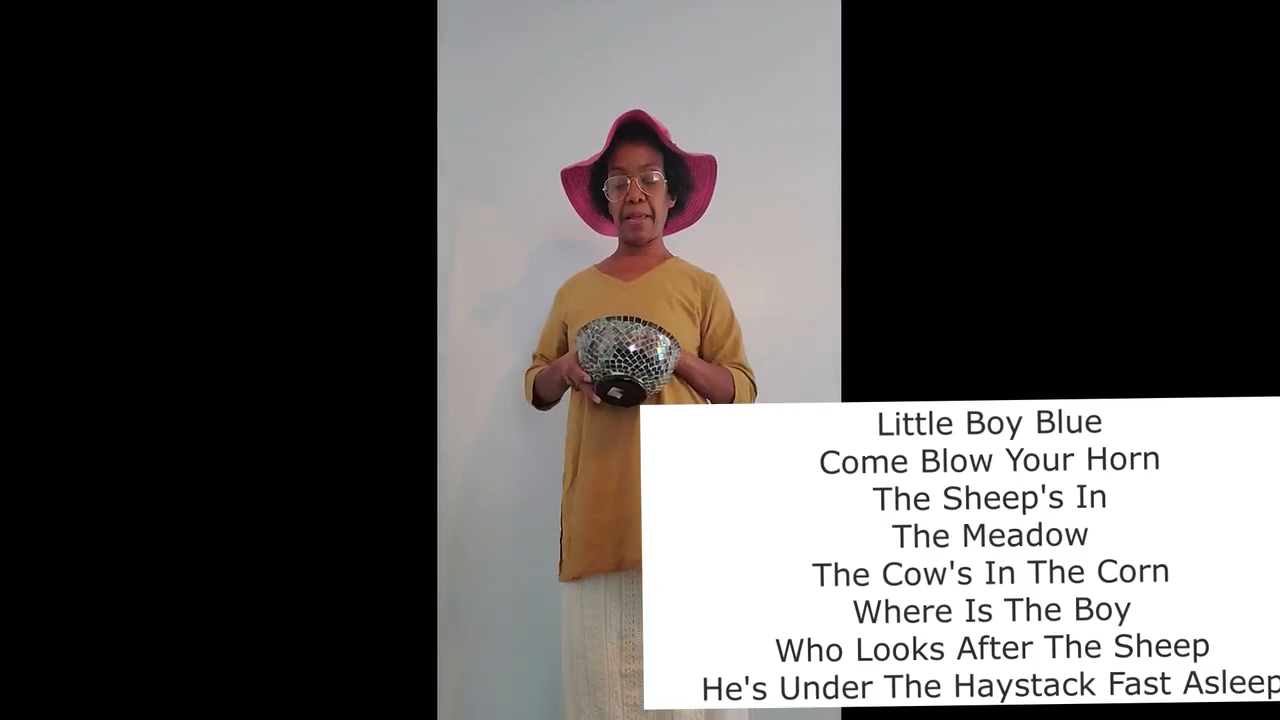 Little Boy Blue
Come Blow Your Horn
The Sheep's In
The Meadow
The Cow's In The Corn
Where Is The Boy
Who Looks After The Sheep
He's Under The Haystack Fast Asleep